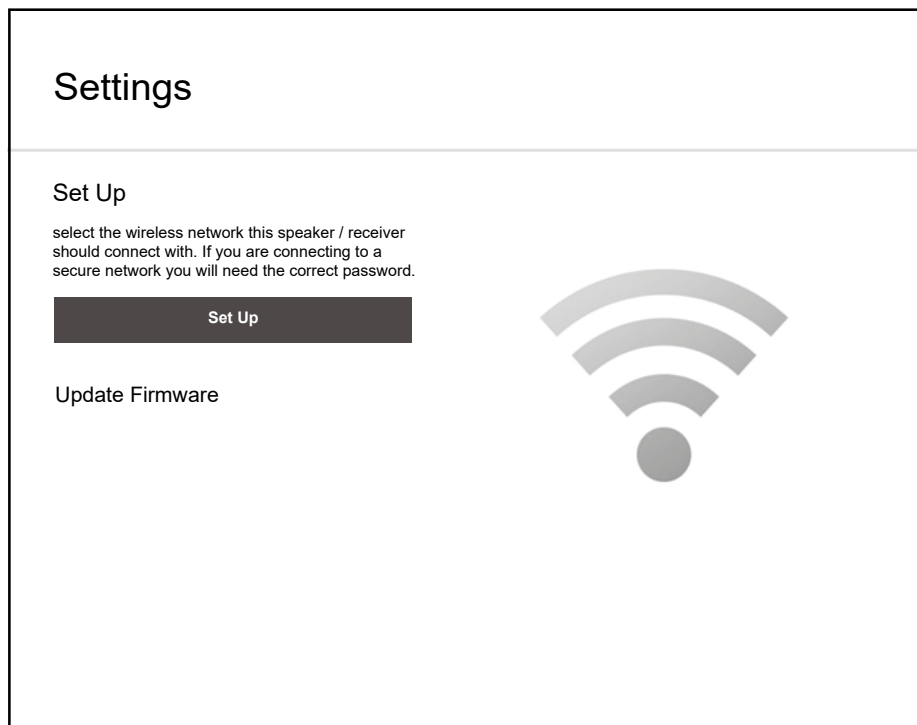 Settings
Set Up
select the wireless network this speaker / receiver
should connect with. If you are connecting to a
secure network you will need the correct password.
Set Up
Update Firmware